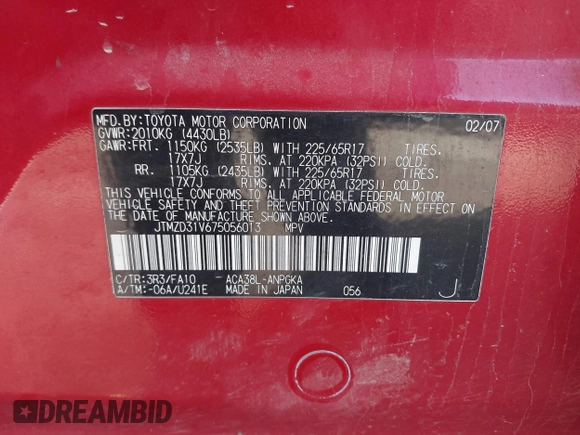 MFD.BY:TOYOTA MOTOR CORPORATION 02/07
GVWR:2010KG (4430LB)
GAWR:FRT. 1150KG (2535LB) WITH 225/65R17 TIRES.
17X7J RIMS. AT 220KPA (32PSI) COLD.
RR. 1105KG (2435LB) WITH 225/65R17 TIRES.
17X7J RIMS. AT 220KPA (32PSI) COLD.
THIS VEHICLE CONFORMS TO ALL APPLICABLE FEDERAL MOTOR
VEHICLE SAFETY AND THEFT PREVENTION STANDARDS IN EFFECT ON
THE DATE OF MANUFACTURE SHOWN ABOVE.
JTMZD31V675056013 MPV
C/TR:3R3/FA10 ACA38L-ANPGKA
A/TM:-06A/U241E MADE IN JAPAN 056 J
DREAMBID